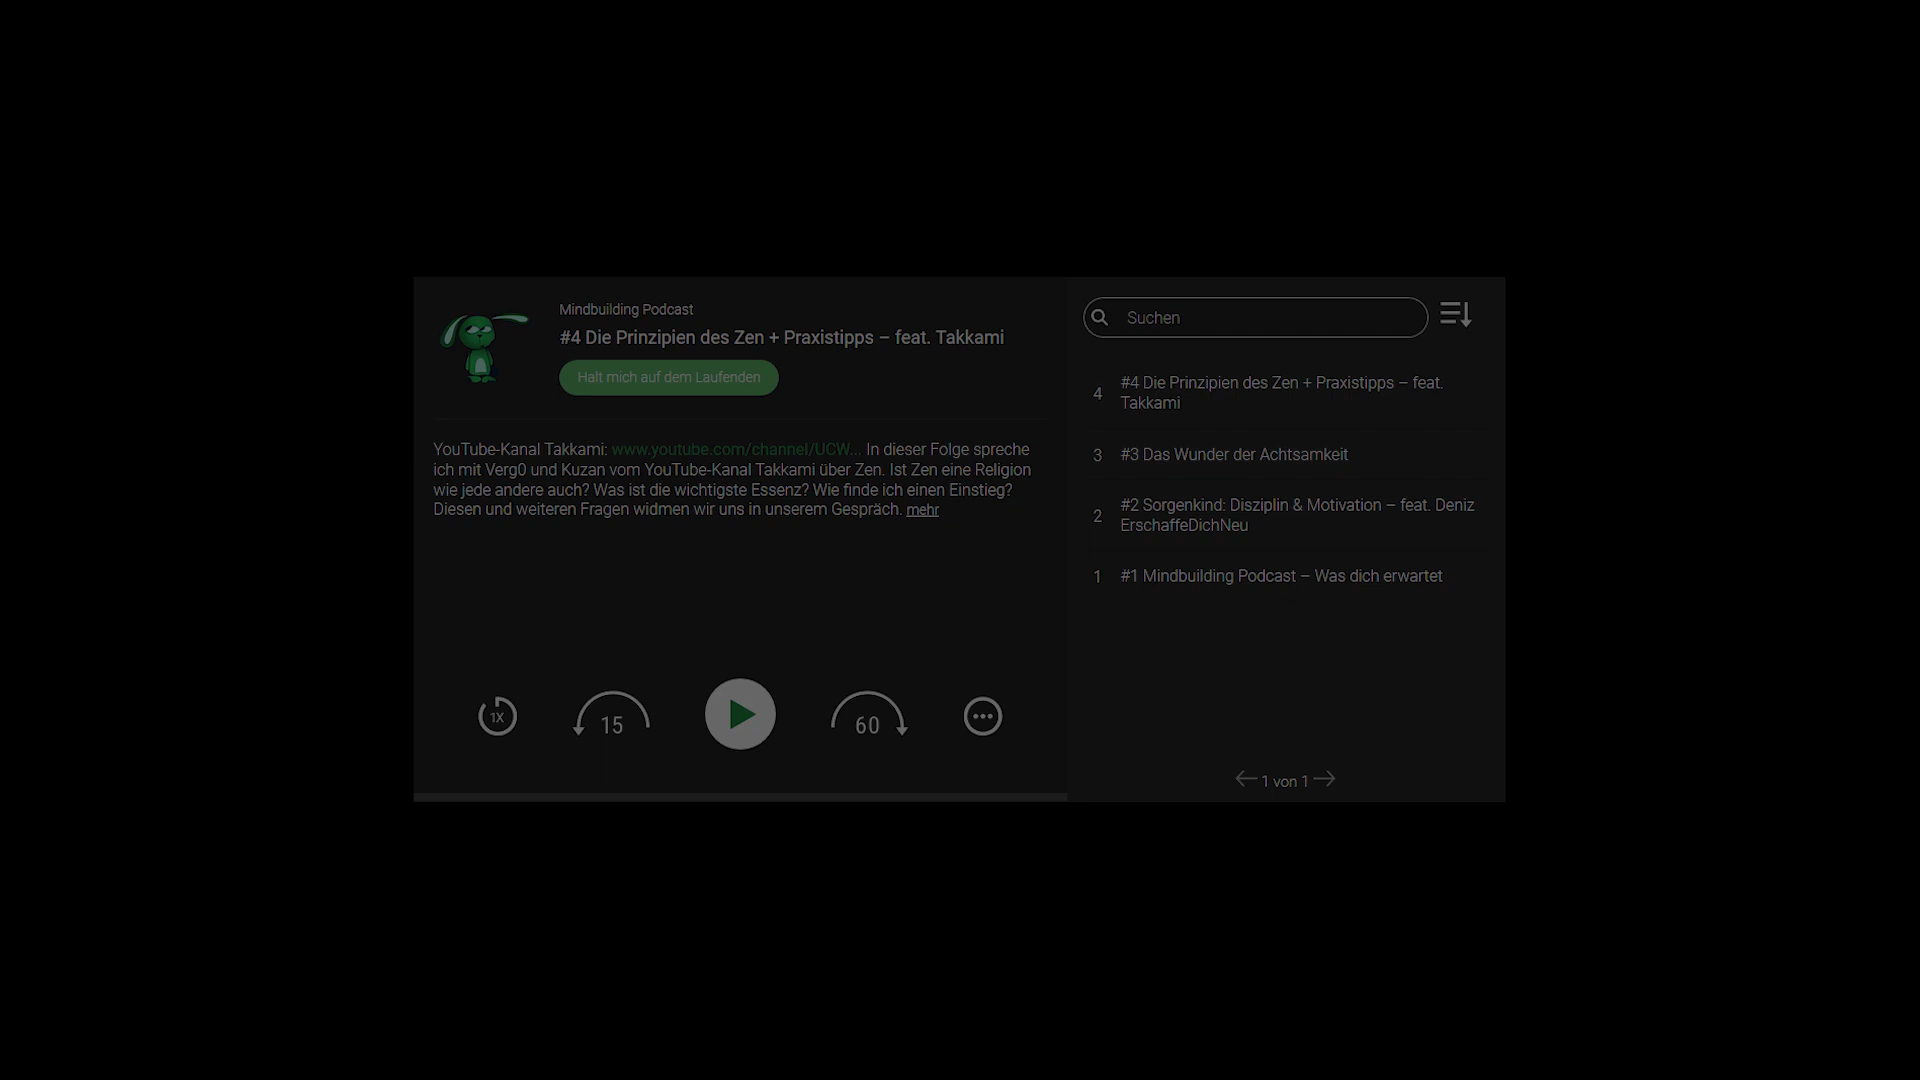 Mindbuilding Podcast
#4 Die Prinzipien des Zen + Praxistipps – feat. Takkami
Halt mich auf dem Laufenden
YouTube-Kanal Takkami: www.youtube.com/channel/UCW... In dieser Folge spreche
ich mit Verg0 und Kuzan vom YouTube-Kanal Takkami über Zen. Ist Zen eine Religion
wie jede andere auch? Was ist die wichtigste Essenz? Wie finde ich einen Einstieg?
Diesen und weiteren Fragen widmen wir uns in unserem Gespräch. mehr
1X
15
60
Suchen
4 #4 Die Prinzipien des Zen + Praxistipps – feat.
Takkami
3 #3 Das Wunder der Achtsamkeit
2 #2 Sorgenkind: Disziplin & Motivation – feat. Deniz
ErschaffeDichNeu
1 #1 Mindbuilding Podcast – Was dich erwartet
1 von 1